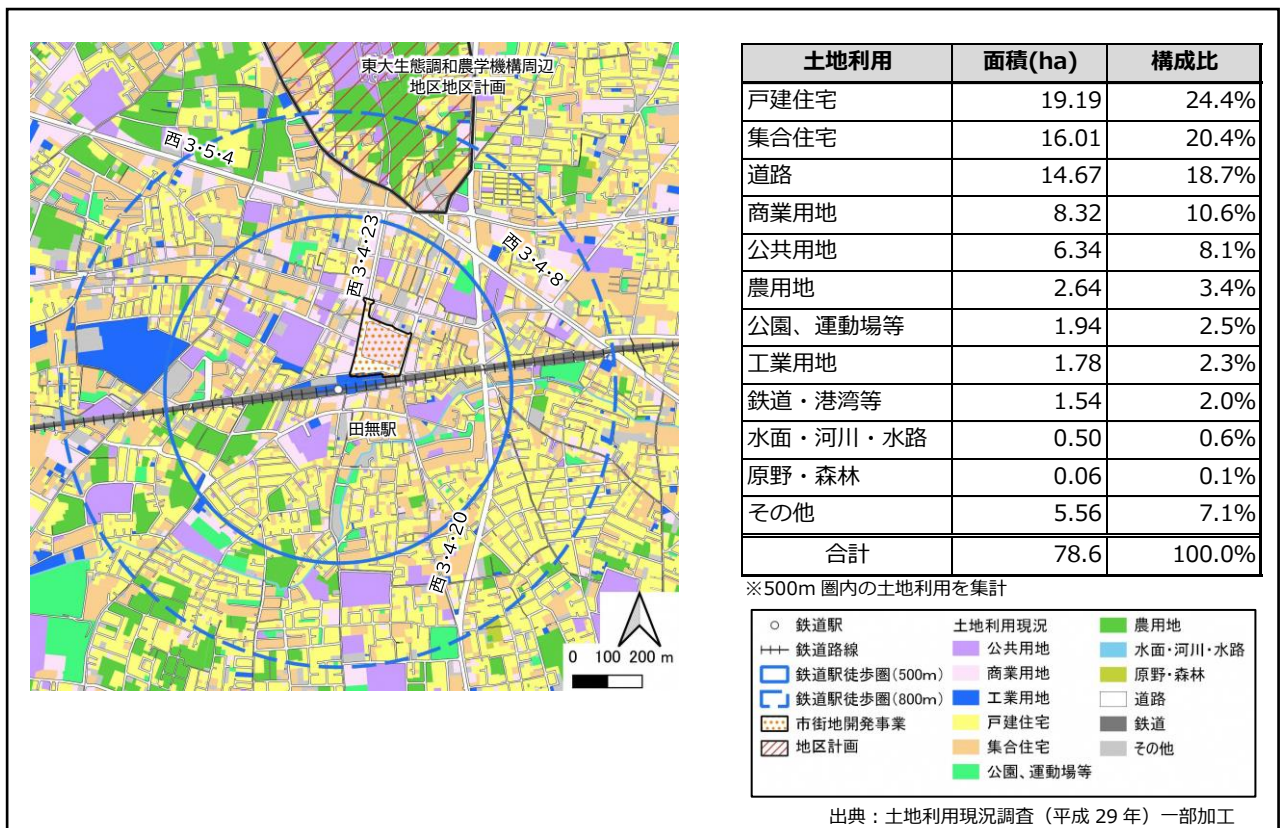 東大生態調和農学機構周辺
地区地区計画
西3・5・4
西3・4・23
西3・4・8
田無駅
西3・4・20
0 100 200 m
土地利用 面積(ha) 構成比
戸建住宅 19.19 24.4%
集合住宅 16.01 20.4%
道路 14.67 18.7%
商業用地 8.32 10.6%
公共用地 6.34 8.1%
農用地 2.64 3.4%
公園、運動場等 1.94 2.5%
工業用地 1.78 2.3%
鉄道・港湾等 1.54 2.0%
水面・河川・水路 0.50 0.6%
原野・森林 0.06 0.1%
その他 5.56 7.1%
合計 78.6 100.0%
※500m 圏内の土地利用を集計
鉄道駅 土地利用現況 農用地
鉄道路線 公共用地 水面・河川・水路
鉄道駅徒歩圏(500m) 商業用地 原野・森林
鉄道駅徒歩圏(800m) 工業用地 道路
市街地開発事業 戸建住宅 鉄道
地区計画 集合住宅 その他
公園、運動場等
出典：土地利用現況調査（平成 29 年）一部加工